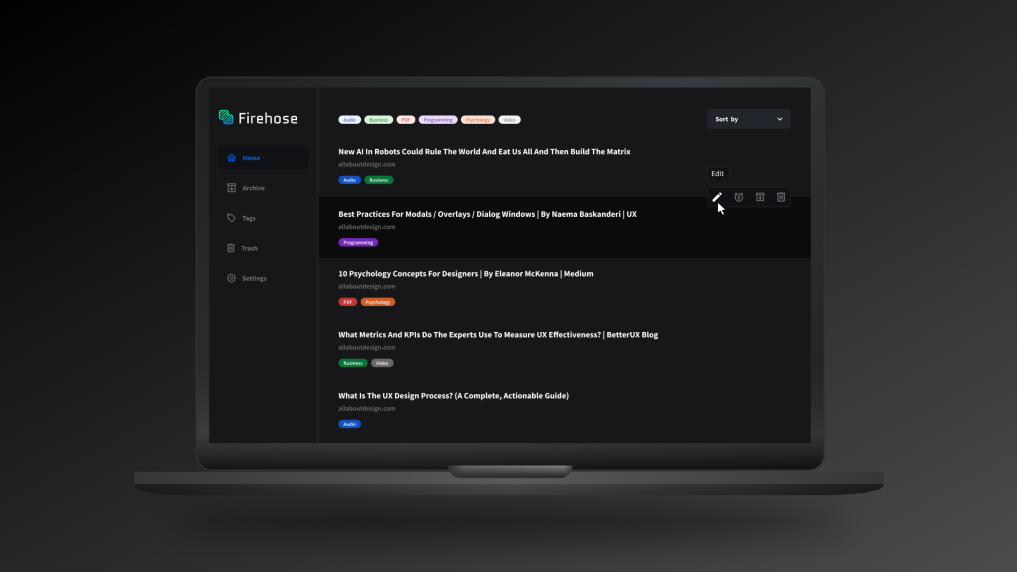 Firehose
Home
Archive
Tags
Trash
Settings
Audio Business PDF Programming Psychology Video
Sort by
New AI In Robots Could Rule The World And Eat Us All And Then Build The Matrix
allaboutdesign.com
Audio Business
Edit
Best Practices For Modals / Overlays / Dialog Windows | By Naema Baskanderi | UX
allaboutdesign.com
Programming
10 Psychology Concepts For Designers | By Eleanor McKenna | Medium
allaboutdesign.com
PDF Psychology
What Metrics And KPIs Do The Experts Use To Measure UX Effectiveness? | BetterUX Blog
allaboutdesign.com
Business Video
What Is The UX Design Process? (A Complete, Actionable Guide)
allaboutdesign.com
Audio